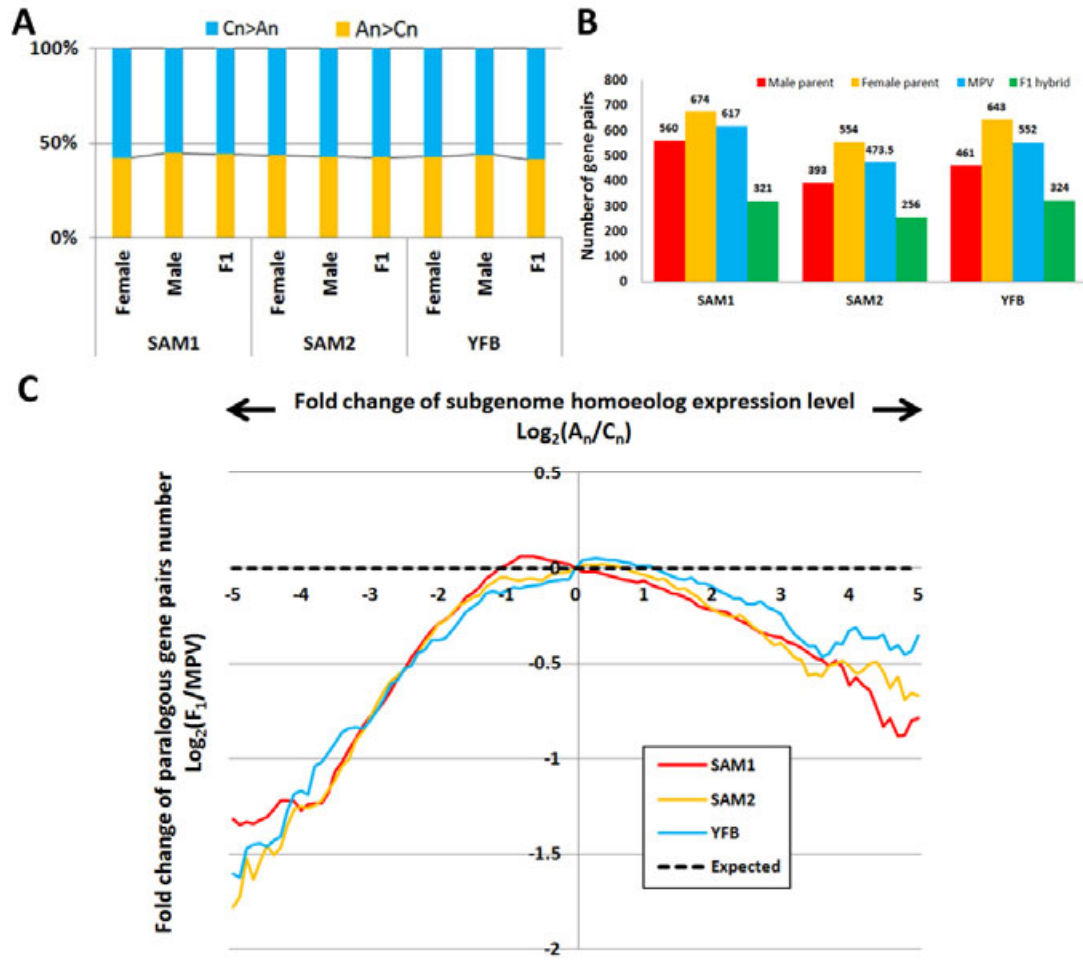 A
Cn>An An>Cn
100%
50%
0%
Female Male F1 Female Male F1 Female Male F1
SAM1 SAM2 YFB
B
Male parent Female parent MPV F1 hybrid
Number of gene pairs
800
700
600
500
400
300
200
100
0
560 674 617 321
393 554 473.5 256
461 643 552 324
SAM1 SAM2 YFB
C
Fold change of subgenome homoeolog expression level
Log₂(Aₙ/Cₙ)
Fold change of paralogous gene pairs number
Log₂(F₁/MPV)
0.5
0
-0.5
-1
-1.5
-2
-5 -4 -3 -2 -1 0 1 2 3 4 5
SAM1
SAM2
YFB
Expected